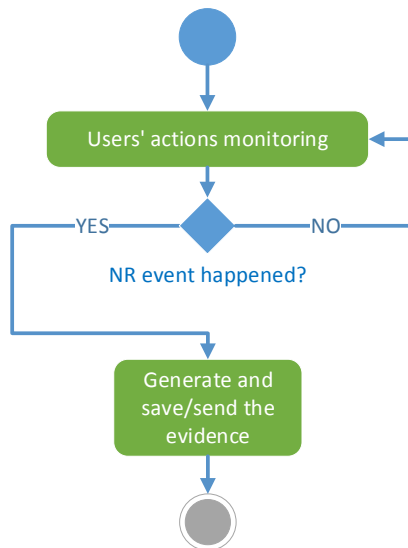 Users' actions monitoring
YES
NO
NR event happened?
Generate and
save/send the
evidence